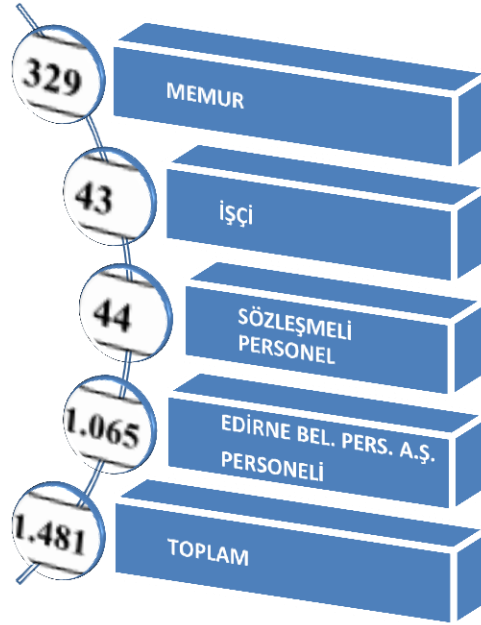 329
MEMUR
43
İŞÇİ
44
SÖZLEŞMELİ
PERSONEL
1.065
EDİRNE BEL. PERS. A.Ş.
PERSONELİ
1.481
TOPLAM